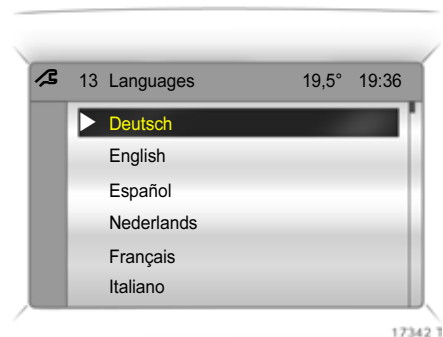 13 Languages 19,5° 19:36
Deutsch
English
Español
Nederlands
Français
Italiano
17342 T